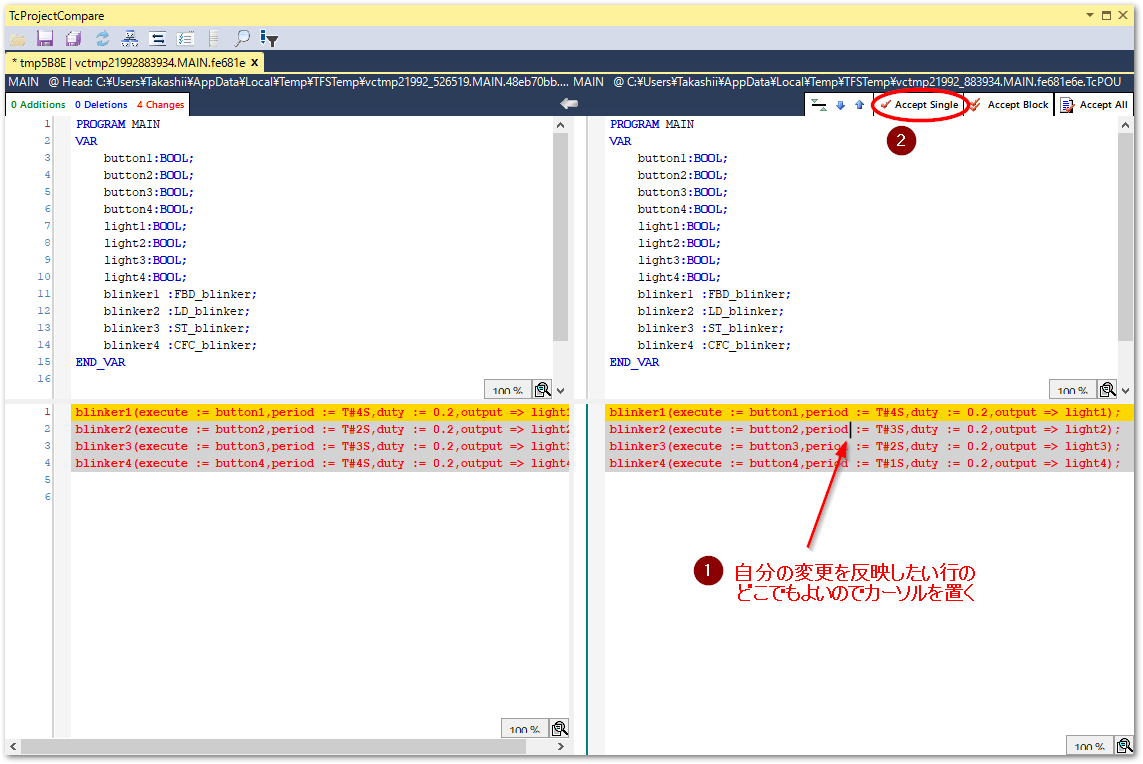 TcProjectCompare
* tmp5B8E | vctmp21992883934.MAIN.fe681e x
MAIN @ Head: C:¥Users¥Takashii¥AppData¥Local¥Temp¥TFSTemp¥vctmp21992_526519.MAIN.48eb70bb.... MAIN @ C:¥Users¥Takashii¥AppData¥Local¥Temp¥TFSTemp¥vctmp21992_883934.MAIN.fe681e6e.TcPOU
0 Additions 0 Deletions 4 Changes
Accept Single Accept Block Accept All
2
1 PROGRAM MAIN
2 VAR
3 button1:BOOL;
4 button2:BOOL;
5 button3:BOOL;
6 button4:BOOL;
7 light1:BOOL;
8 light2:BOOL;
9 light3:BOOL;
10 light4:BOOL;
11 blinker1 :FBD_blinker;
12 blinker2 :LD_blinker;
13 blinker3 :ST_blinker;
14 blinker4 :CFC_blinker;
15 END_VAR
16
100 %
PROGRAM MAIN
VAR
button1:BOOL;
button2:BOOL;
button3:BOOL;
button4:BOOL;
light1:BOOL;
light2:BOOL;
light3:BOOL;
light4:BOOL;
blinker1 :FBD_blinker;
blinker2 :LD_blinker;
blinker3 :ST_blinker;
blinker4 :CFC_blinker;
END_VAR
100 %
1 blinker1(execute := button1,period := T#4S,duty := 0.2,output => light1
2 blinker2(execute := button2,period := T#2S,duty := 0.2,output => light2
3 blinker3(execute := button3,period := T#2S,duty := 0.2,output => light3
4 blinker4(execute := button4,period := T#4S,duty := 0.2,output => light4
5
6
100 %
blinker1(execute := button1,period := T#4S,duty := 0.2,output => light1);
blinker2(execute := button2,period := T#3S,duty := 0.2,output => light2);
blinker3(execute := button3,period := T#2S,duty := 0.2,output => light3);
blinker4(execute := button4,period := T#1S,duty := 0.2,output => light4);
1 自分の変更を反映したい行の
どこでもよいのでカーソルを置く
100 %